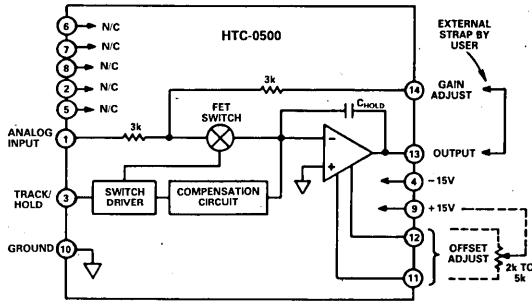 HTC-0500
6 N/C
7 N/C
8 N/C
2 N/C
5 N/C
EXTERNAL
STRAP BY
USER
3k
14
GAIN
ADJUST
CHOLD
FET
SWITCH
ANALOG
INPUT
1
3k
−
+
13
OUTPUT
4
−15V
9
+15V
TRACK/
HOLD
3
SWITCH
DRIVER
COMPENSATION
CIRCUIT
12
OFFSET
ADJUST
11
2k TO
5k
GROUND
10